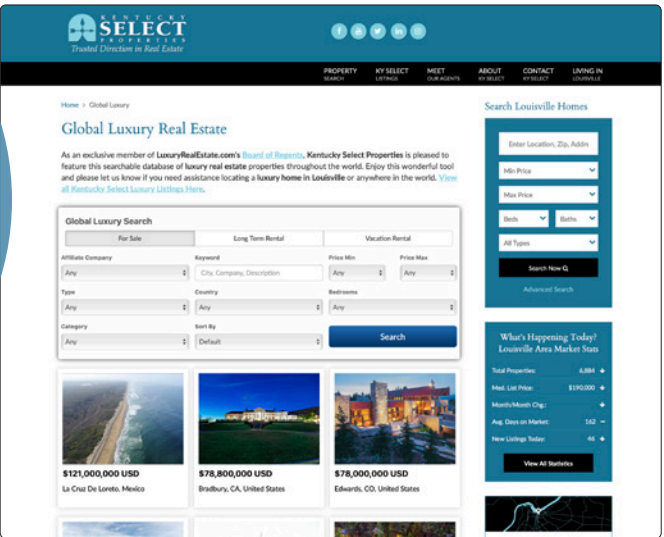 KENTUCKY
SELECT
PROPERTIES
Trusted Direction in Real Estate
PROPERTY
SEARCH
KY SELECT
LISTINGS
MEET
OUR AGENTS
ABOUT
KY SELECT
CONTACT
KY SELECT
LIVING IN
LOUISVILLE
Home > Global Luxury
Global Luxury Real Estate
As an exclusive member of LuxuryRealEstate.com's Board of Regents, Kentucky Select Properties is pleased to
feature this searchable database of luxury real estate properties throughout the world. Enjoy this wonderful tool
and please let us know if you need assistance locating a luxury home in Louisville or anywhere in the world. View
all Kentucky Select Luxury Listings Here.
Global Luxury Search
For Sale
Long Term Rental
Vacation Rental
Affiliate Company
Keyword
Price Min
Price Max
Any
City, Company, Description
Any
Any
Type
Country
Bedrooms
Any
Any
Any
Category
Sort By
Any
Default
Search
$121,000,000 USD
La Cruz De Loreto, Mexico
$78,800,000 USD
Bradbury, CA, United States
$78,000,000 USD
Edwards, CO, United States
Search Louisville Homes
Enter Location, Zip, Addre
Min Price
Max Price
Beds
Baths
All Types
Search Now
Advanced Search
What's Happening Today?
Louisville Area Market Stats
Total Properties: 6,884
Med. List Price: $190,000
Month/Month Chg.:
Avg. Days on Market: 162
New Listings Today: 46
View All Statistics